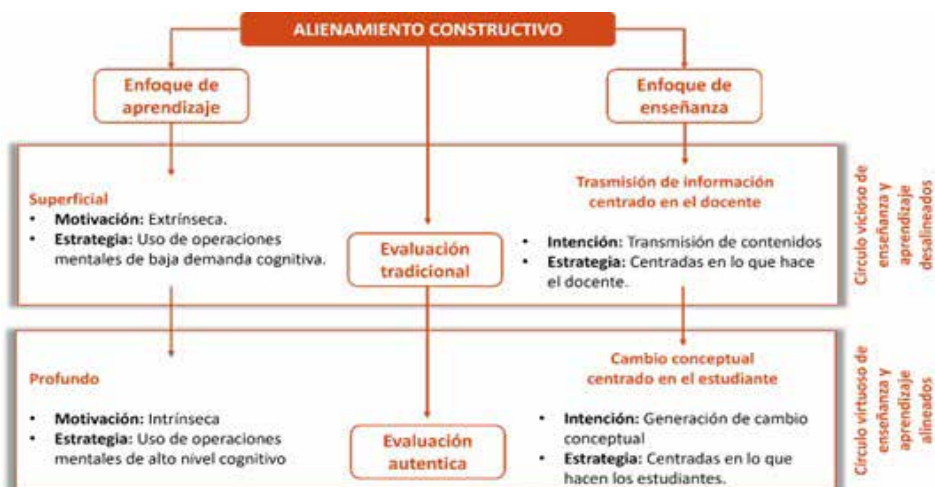 ALIENAMIENTO CONSTRUCTIVO
Enfoque de
aprendizaje
Enfoque de
enseñanza
Superficial
• Motivación: Extrínseca.
• Estrategia: Uso de operaciones
mentales de baja demanda cognitiva.
Evaluación
tradicional
Trasmisión de información
centrado en el docente
• Intención: Transmisión de contenidos
• Estrategia: Centradas en lo que hace
el docente.
Círculo vicioso de
enseñanza y
aprendizaje
desalineados
Profundo
• Motivación: Intrínseca
• Estrategia: Uso de operaciones
mentales de alto nivel cognitivo
Evaluación
autentica
Cambio conceptual
centrado en el estudiante
• Intención: Generación de cambio
conceptual
• Estrategia: Centradas en lo que
hacen los estudiantes.
Círculo virtuoso de
enseñanza y
aprendizaje
alineados